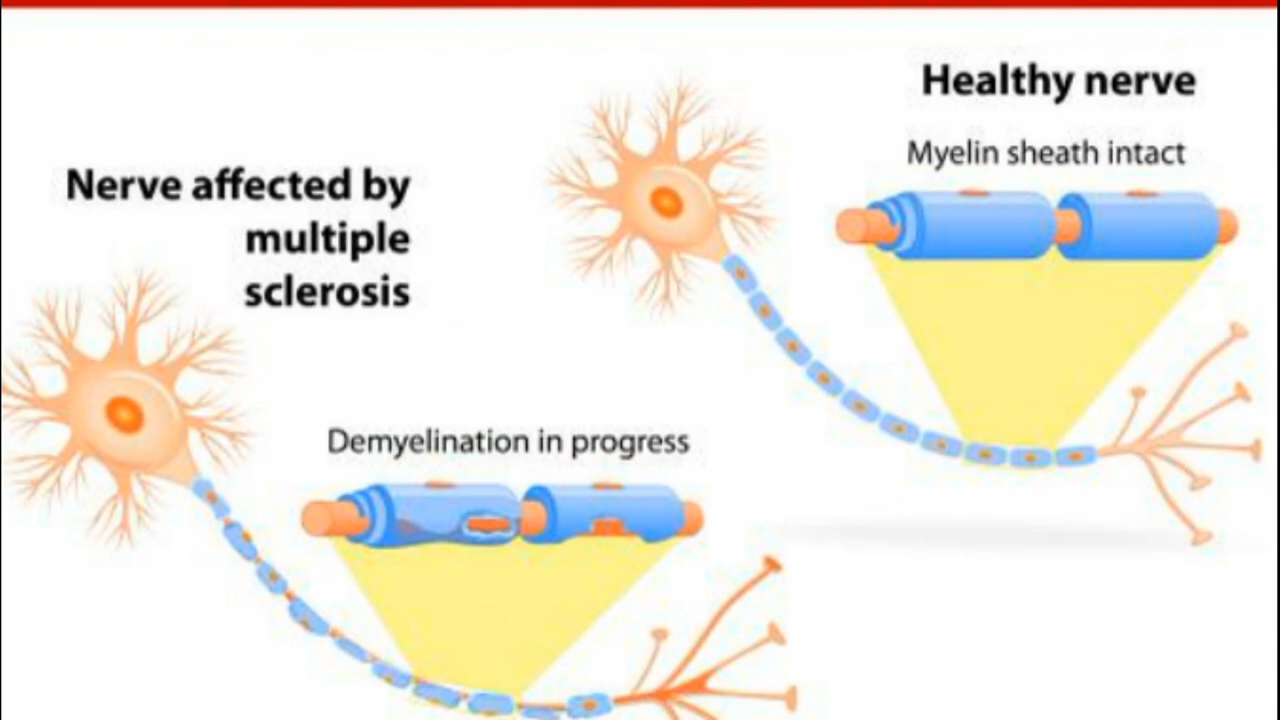 Healthy nerve
Myelin sheath intact
Nerve affected by
multiple
sclerosis
Demyelination in progress